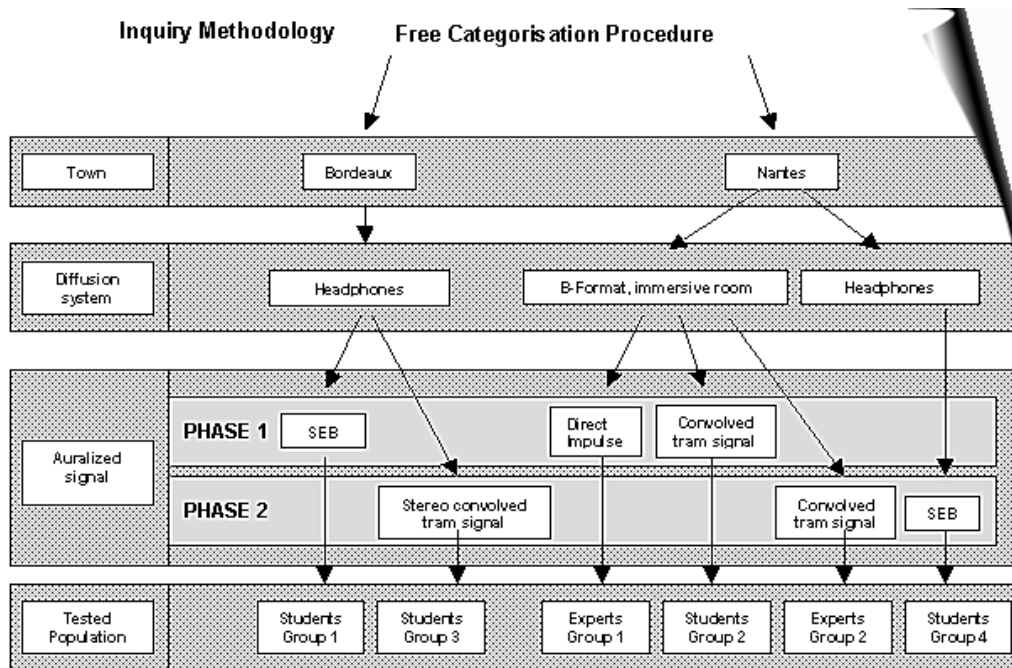 Inquiry Methodology
Free Categorisation Procedure
Town
Bordeaux
Nantes
Diffusion
system
Headphones
B-Format, immersive room
Headphones
Auralized
signal
PHASE 1
SEB
Direct
Impulse
Convolved
tram signal
PHASE 2
Stereo convolved
tram signal
Convolved
tram signal
SEB
Tested
Population
Students
Group 1
Students
Group 3
Experts
Group 1
Students
Group 2
Experts
Group 2
Students
Group 4